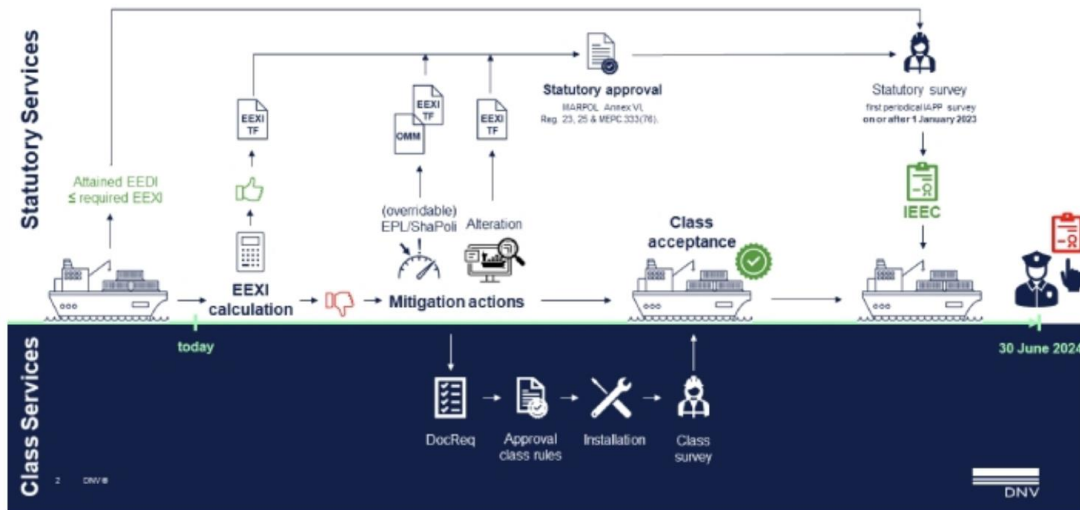 Statutory Services
Attained EEDI
≤ required EEXI
EEXI
TF
EEXI
calculation
EEXI
TF
OMM
(overridable)
EPL/ShaPoli
EEXI
TF
Alteration
Mitigation actions
Statutory approval
MARPOL Annex VI,
Reg. 23, 25 & MEPC 333(76).
Class
acceptance
Statutory survey
first periodical IAPP survey
on or after 1 January 2023
IEEC
today
30 June 2024
Class Services
DocReq
Approval
class rules
Installation
Class
survey
2 DNV ®
DNV